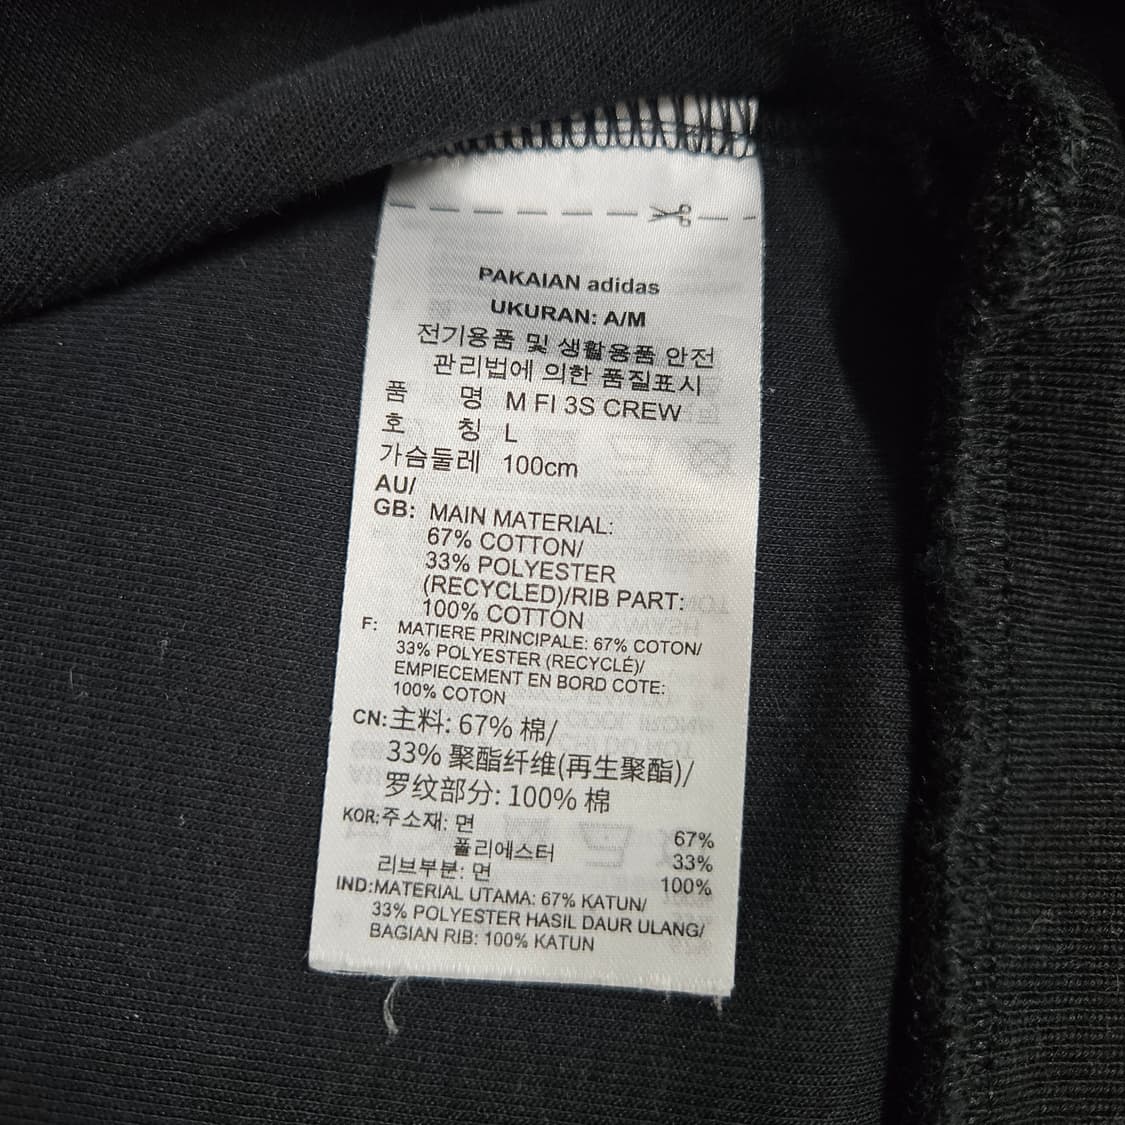 PAKAIAN adidas
UKURAN: A/M
전기용품 및 생활용품 안전
관리법에 의한 품질표시
품 명 M FI 3S CREW
호 칭 L
가슴둘레 100cm
AU/
GB: MAIN MATERIAL:
67% COTTON/
33% POLYESTER
(RECYCLED)/RIB PART:
100% COTTON
F: MATIERE PRINCIPALE: 67% COTON/
33% POLYESTER (RECYCLÉ)/
EMPIECEMENT EN BORD COTE:
100% COTON
CN: 主料: 67% 棉/
33% 聚酯纤维(再生聚酯)/
罗纹部分: 100% 棉
KOR: 주소재: 면 67%
폴리에스터 33%
리브부분: 면 100%
IND: MATERIAL UTAMA: 67% KATUN/
33% POLYESTER HASIL DAUR ULANG/
BAGIAN RIB: 100% KATUN